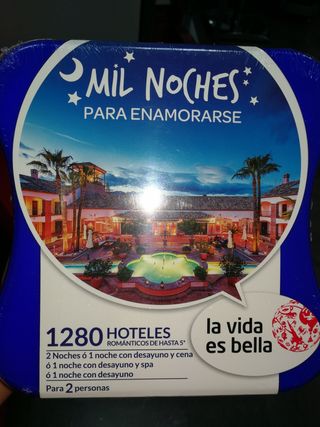 MIL NOCHES
PARA ENAMORARSE
1280 HOTELES
ROMÁNTICOS DE HASTA 5*
2 Noches ó 1 noche con desayuno y cena
ó 1 noche con desayuno y spa
ó 1 noche con desayuno
Para 2 personas
la vida
es bella